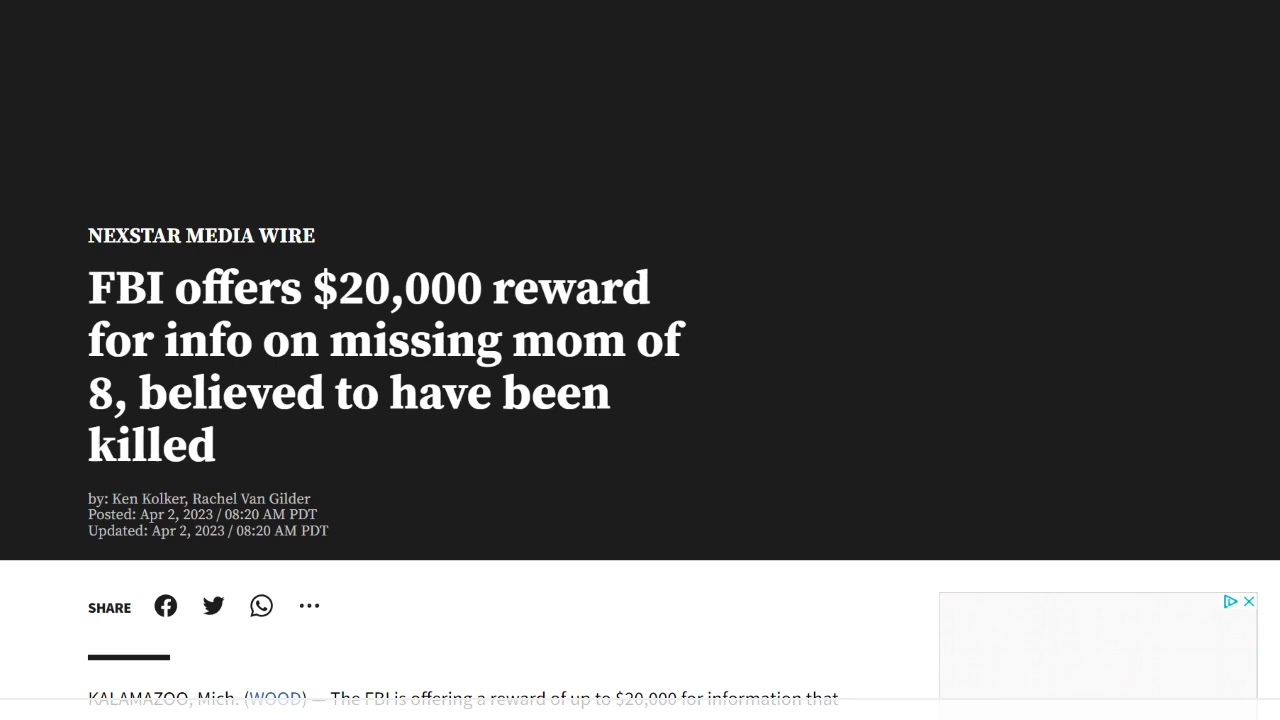 NEXSTAR MEDIA WIRE
FBI offers $20,000 reward
for info on missing mom of
8, believed to have been
killed
by: Ken Kolker, Rachel Van Gilder
Posted: Apr 2, 2023 / 08:20 AM PDT
Updated: Apr 2, 2023 / 08:20 AM PDT
SHARE
KALAMAZOO, Mich. (WOOD) — The FBI is offering a reward of up to $20,000 for information that